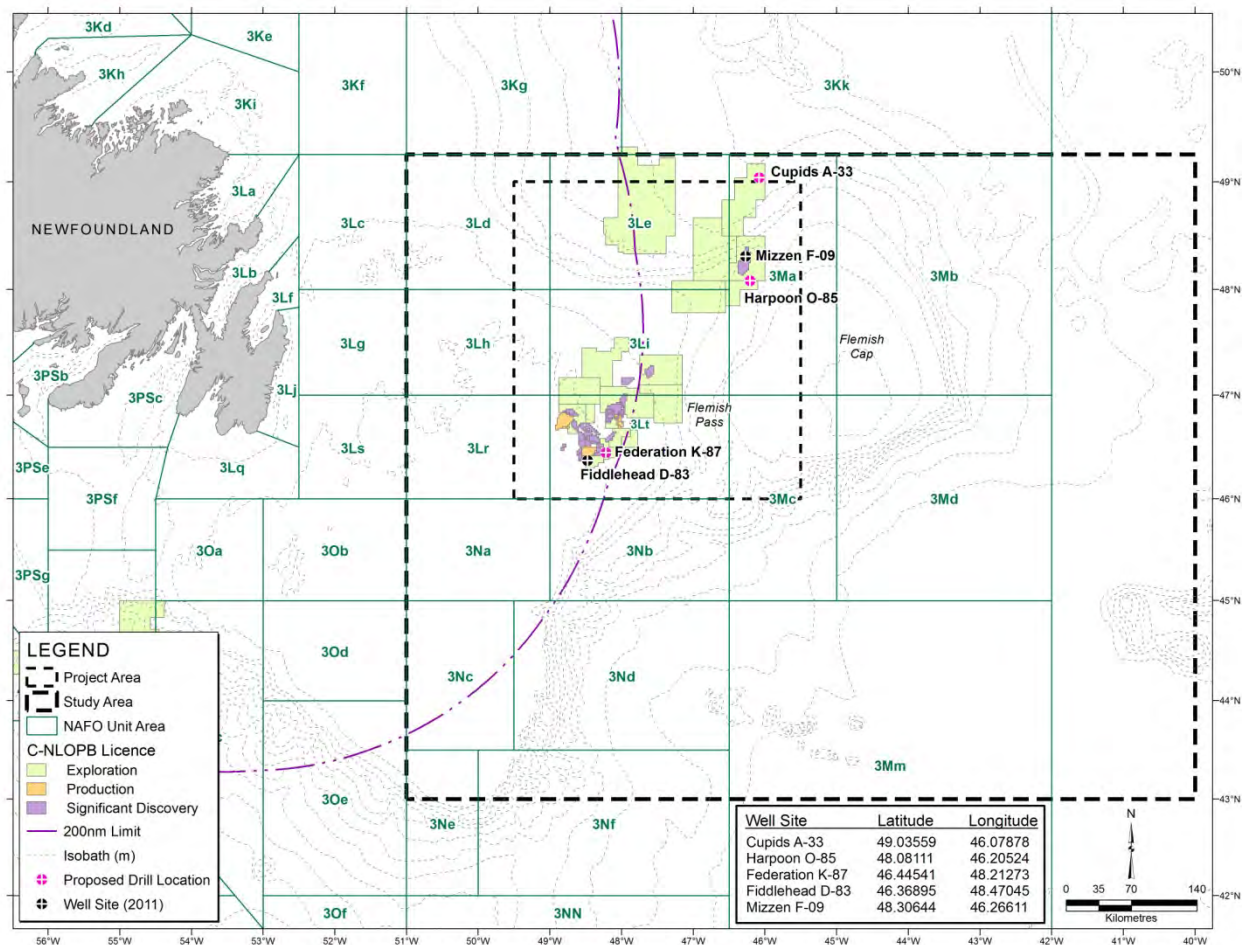 3Kd
3Ke
3Kh
3Kf
3Kg
3Kk
50°N
3Ki
Cupids A-33
49°N
3La
3Lc
3Ld
3Le
NEWFOUNDLAND
3Lb
Mizzen F-09
3Ma
3Mb
3Lf
48°N
Harpoon O-85
3Lg
3Lh
3Li
Flemish
Cap
3PSb
3Lj
47°N
3PSc
Flemish
Pass
3Ls
3Lr
3Lt
Federation K-87
3PSe
3Lq
Fiddlehead D-83
3PSf
3Mc
3Md
46°N
3Oa
3Ob
3Na
3Nb
3PSg
45°N
3Od
3Nc
3Nd
44°N
3Mm
43°N
3Oe
3Ne
3Nf
42°N
3Of
3NN
LEGEND
Project Area
Study Area
NAFO Unit Area
C-NLOPB Licence
Exploration
Production
Significant Discovery
200nm Limit
Isobath (m)
Proposed Drill Location
Well Site (2011)
Well Site Latitude Longitude
Cupids A-33 49.03559 46.07878
Harpoon O-85 48.08111 46.20524
Federation K-87 46.44541 48.21273
Fiddlehead D-83 46.36895 48.47045
Mizzen F-09 48.30644 46.26611
N
0 35 70 140
Kilometres
56°W 55°W 54°W 53°W 52°W 51°W 50°W 49°W 48°W 47°W 46°W 45°W 44°W 43°W 42°W 41°W 40°W